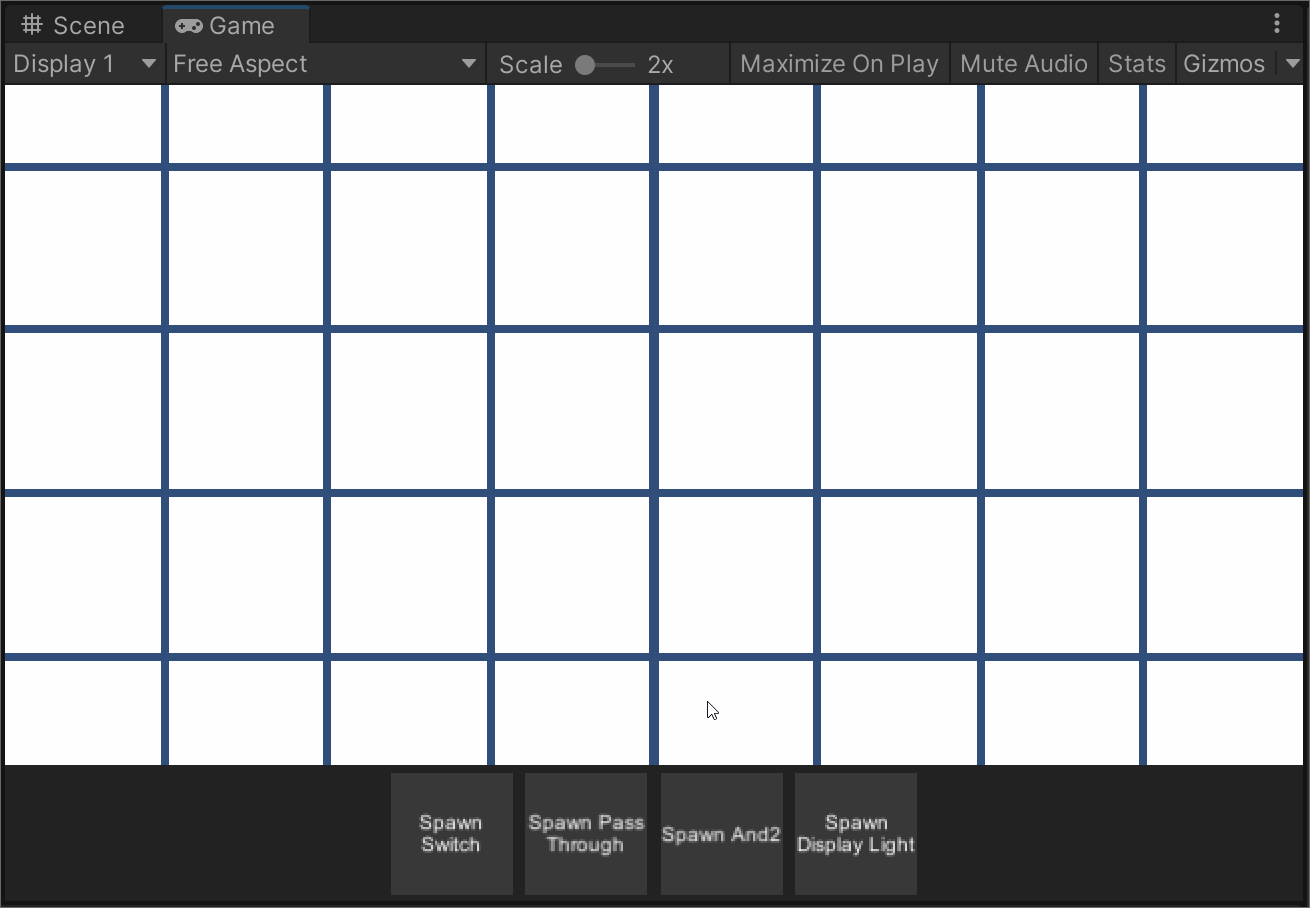 Scene
Game
Display 1
Free Aspect
Scale
2x
Maximize On Play
Mute Audio
Stats
Gizmos
Spawn
Switch
Spawn Pass
Through
Spawn And2
Spawn
Display Light